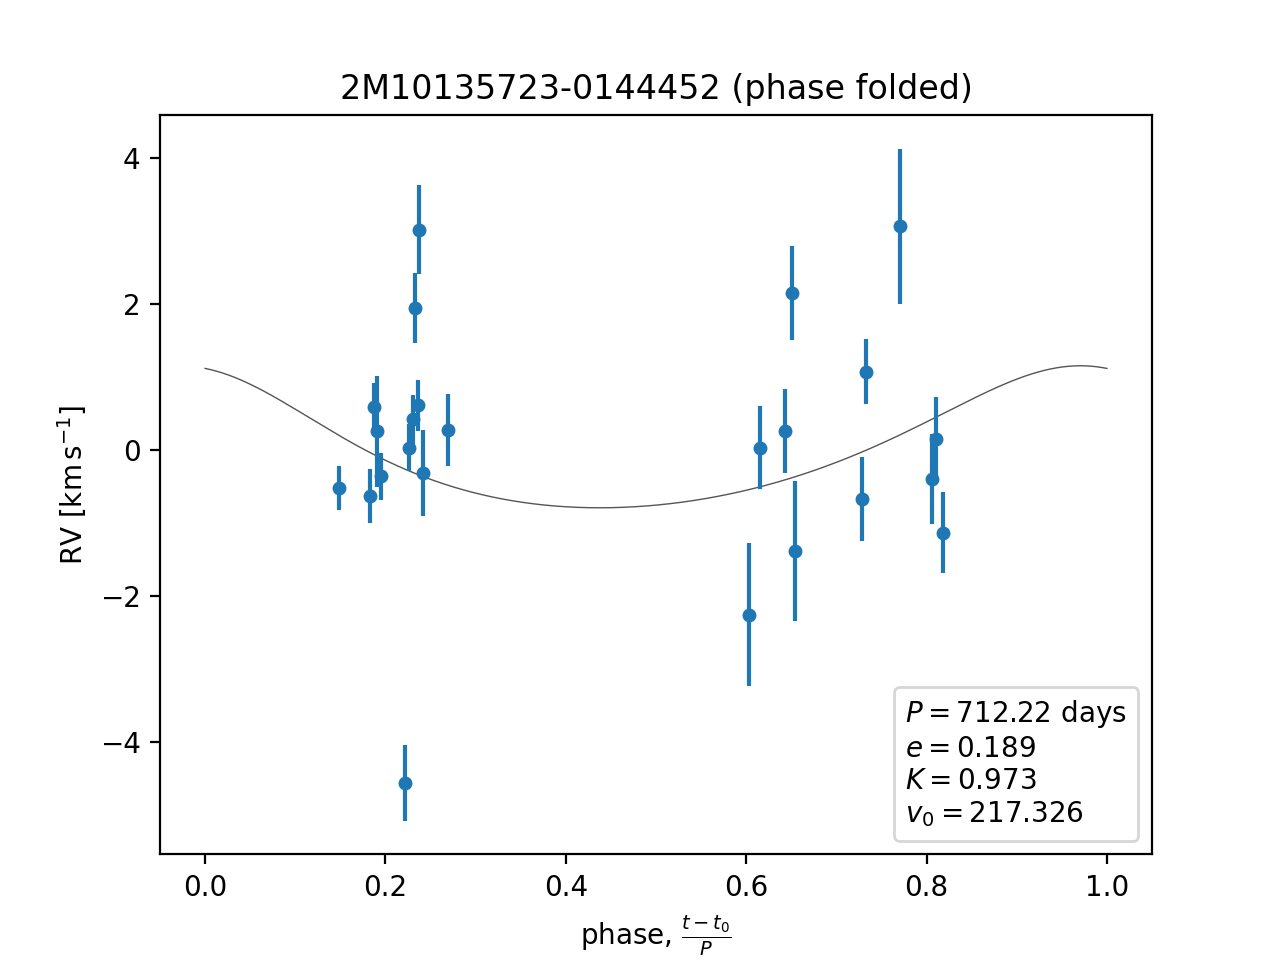 2M10135723-0144452 (phase folded)
RV [km s⁻¹]
4
2
0
−2
−4
P = 712.22 days
e = 0.189
K = 0.973
v₀ = 217.326
0.0 0.2 0.4 0.6 0.8 1.0
phase, (t − t₀)/P